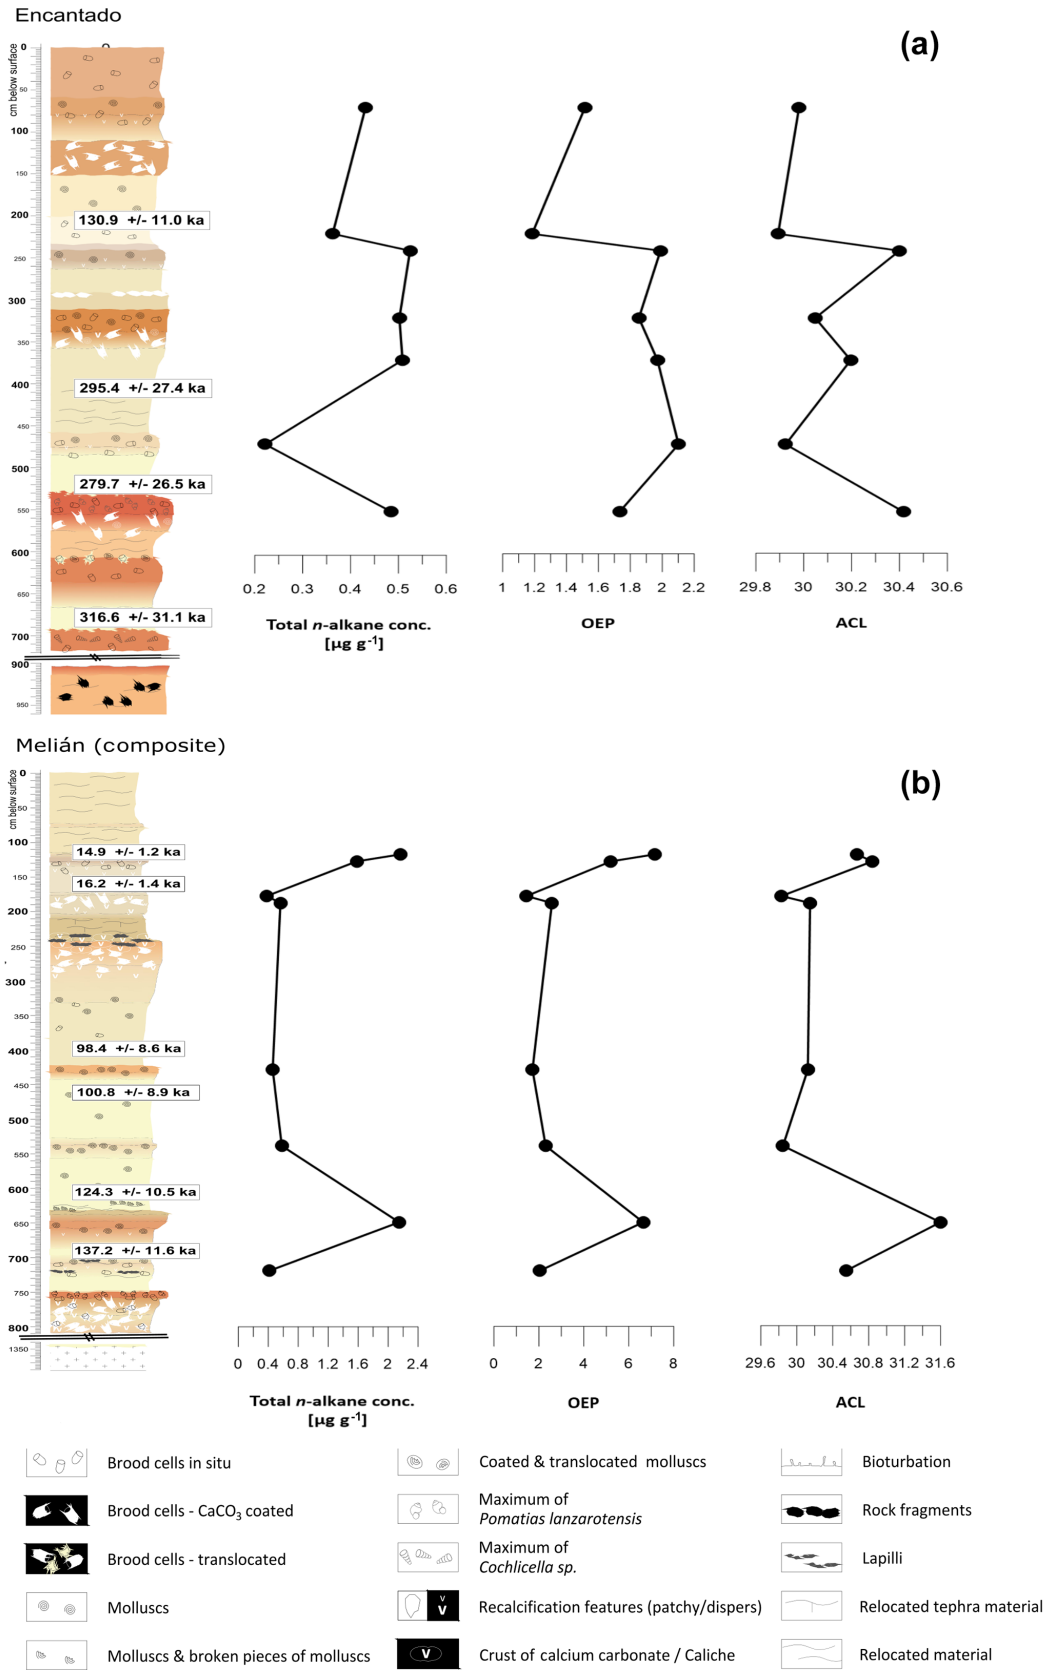 Encantado
(a)
cm below surface
0
50
100
150
200
250
300
350
400
450
500
550
600
650
700
900
950
130.9 +/- 11.0 ka
295.4 +/- 27.4 ka
279.7 +/- 26.5 ka
316.6 +/- 31.1 ka
0.2 0.3 0.4 0.5 0.6
Total n-alkane conc.
[µg g-1]
1 1.2 1.4 1.6 1.8 2 2.2
OEP
29.8 30 30.2 30.4 30.6
ACL
Melián (composite)
(b)
cm below surface
0
50
100
150
200
250
300
350
400
450
500
550
600
650
700
750
800
1350
14.9 +/- 1.2 ka
16.2 +/- 1.4 ka
98.4 +/- 8.6 ka
100.8 +/- 8.9 ka
124.3 +/- 10.5 ka
137.2 +/- 11.6 ka
0 0.4 0.8 1.2 1.6 2 2.4
Total n-alkane conc.
[µg g-1]
0 2 4 6 8
OEP
29.6 30 30.4 30.8 31.2 31.6
ACL
Brood cells in situ
Brood cells - CaCO3 coated
Brood cells - translocated
Molluscs
Molluscs & broken pieces of molluscs
Coated & translocated molluscs
Maximum of
Pomatias lanzarotensis
Maximum of
Cochlicella sp.
V
V
Recalcification features (patchy/dispers)
V
Crust of calcium carbonate / Caliche
Bioturbation
Rock fragments
Lapilli
Relocated tephra material
Relocated material